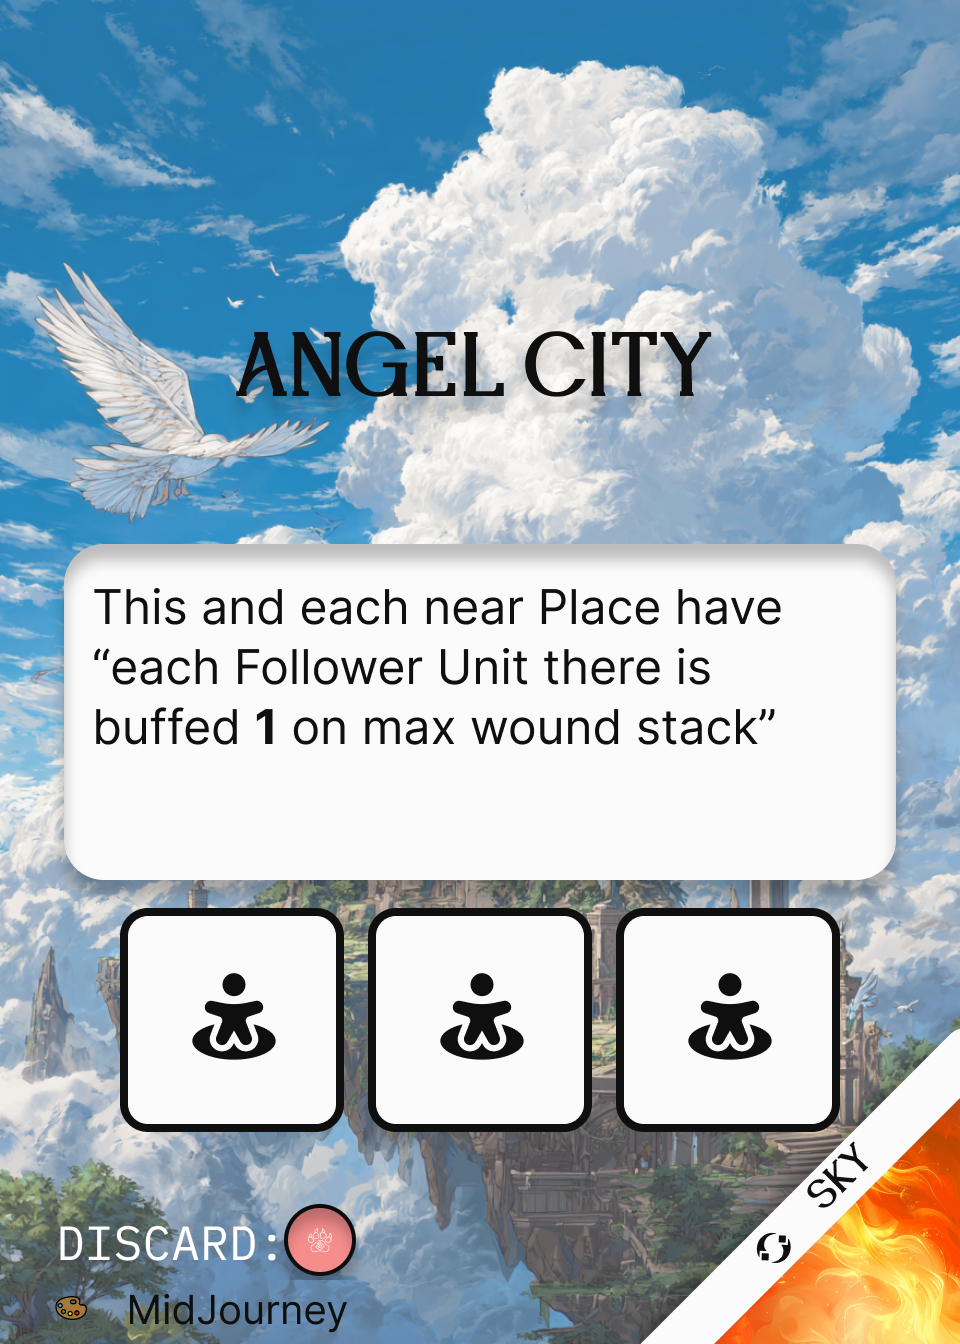 ANGEL CITY
This and each near Place have
“each Follower Unit there is
buffed 1 on max wound stack”
SKY
DISCARD:
MidJourney